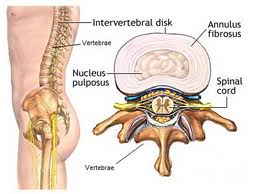 Intervertebral disk
Vertebrae
Annulus
fibrosus
Nucleus
pulposus
Spinal
cord
Vertebrae